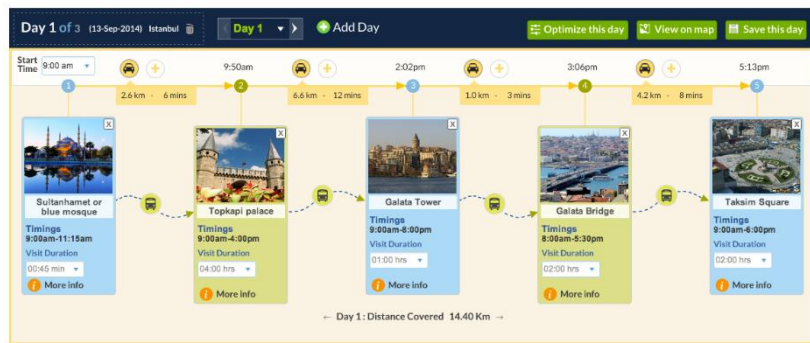 Day 1 of 3 (13-Sep-2014) Istanbul
Day 1
Add Day
Optimize this day
View on map
Save this day
Start Time 9:00 am
9:50am
2:02pm
3:06pm
5:13pm
1
2
3
4
5
2.6 km - 6 mins
6.6 km - 12 mins
1.0 km - 3 mins
4.2 km - 8 mins
X
Sultanhamet or
blue mosque
Timings
9:00am-11:15am
Visit Duration
00:45 min
i More info
X
Topkapi palace
Timings
9:00am-4:00pm
Visit Duration
04:00 hrs
i More info
X
Galata Tower
Timings
9:00am-8:00pm
Visit Duration
01:00 hrs
i More info
X
Galata Bridge
Timings
8:00am-5:30pm
Visit Duration
02:00 hrs
i More info
X
Taksim Square
Timings
9:00am-6:00pm
Visit Duration
02:00 hrs
i More info
← Day 1 : Distance Covered 14.40 Km →